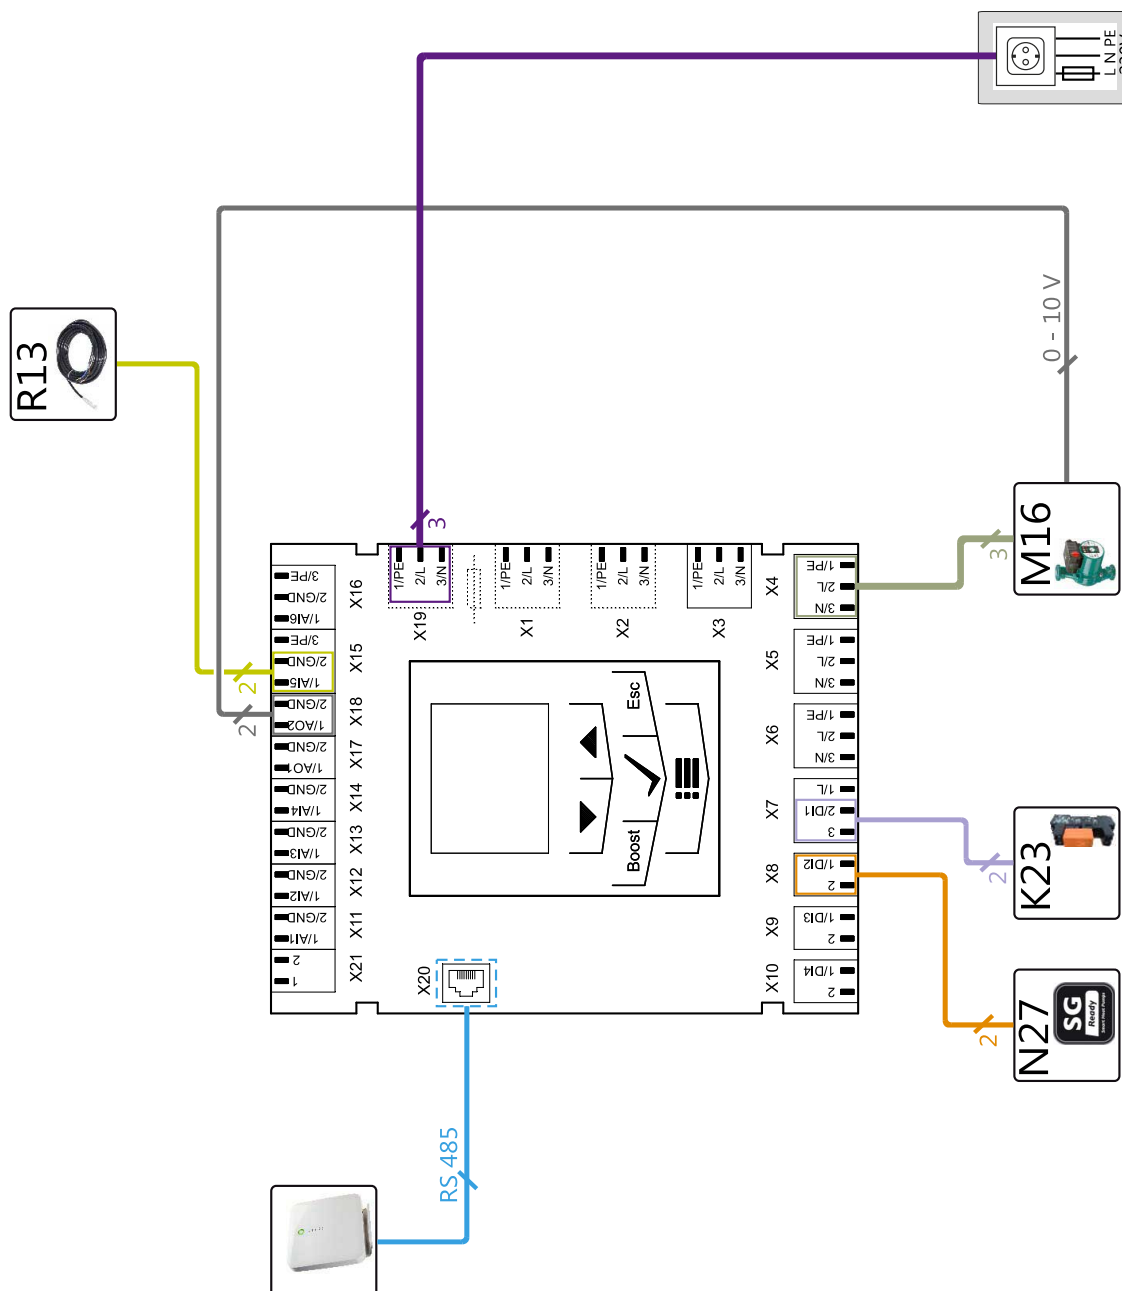 L N PE
230V
0 - 10 V
R13
3
3
M16
3/PE
2/GND
1/AI6
X16
3/PE
2/GND
1/AI5
X15
2
2/GND
1/AO2
X18
2
2/GND
1/AO1
X17
2/GND
1/AI4
X14
2/GND
1/AI3
X13
2/GND
1/AI2
X12
2/GND
1/AI1
X11
2
1
X21
1/PE
2/L
3/N
X19
1/PE
2/L
3/N
X1
1/PE
2/L
3/N
X2
1/PE
2/L
3/N
X3
X4
1/PE
2/L
3/N
X5
1/PE
2/L
3/N
X6
1/PE
2/L
3/N
X7
1/L
2/DI1
3
X8
1/DI2
2
X9
1/DI3
2
X10
1/DI4
2
Esc
Boost
X20
2
K23
2
N27
SG
Ready
Smart Heat Pumps
RS 485